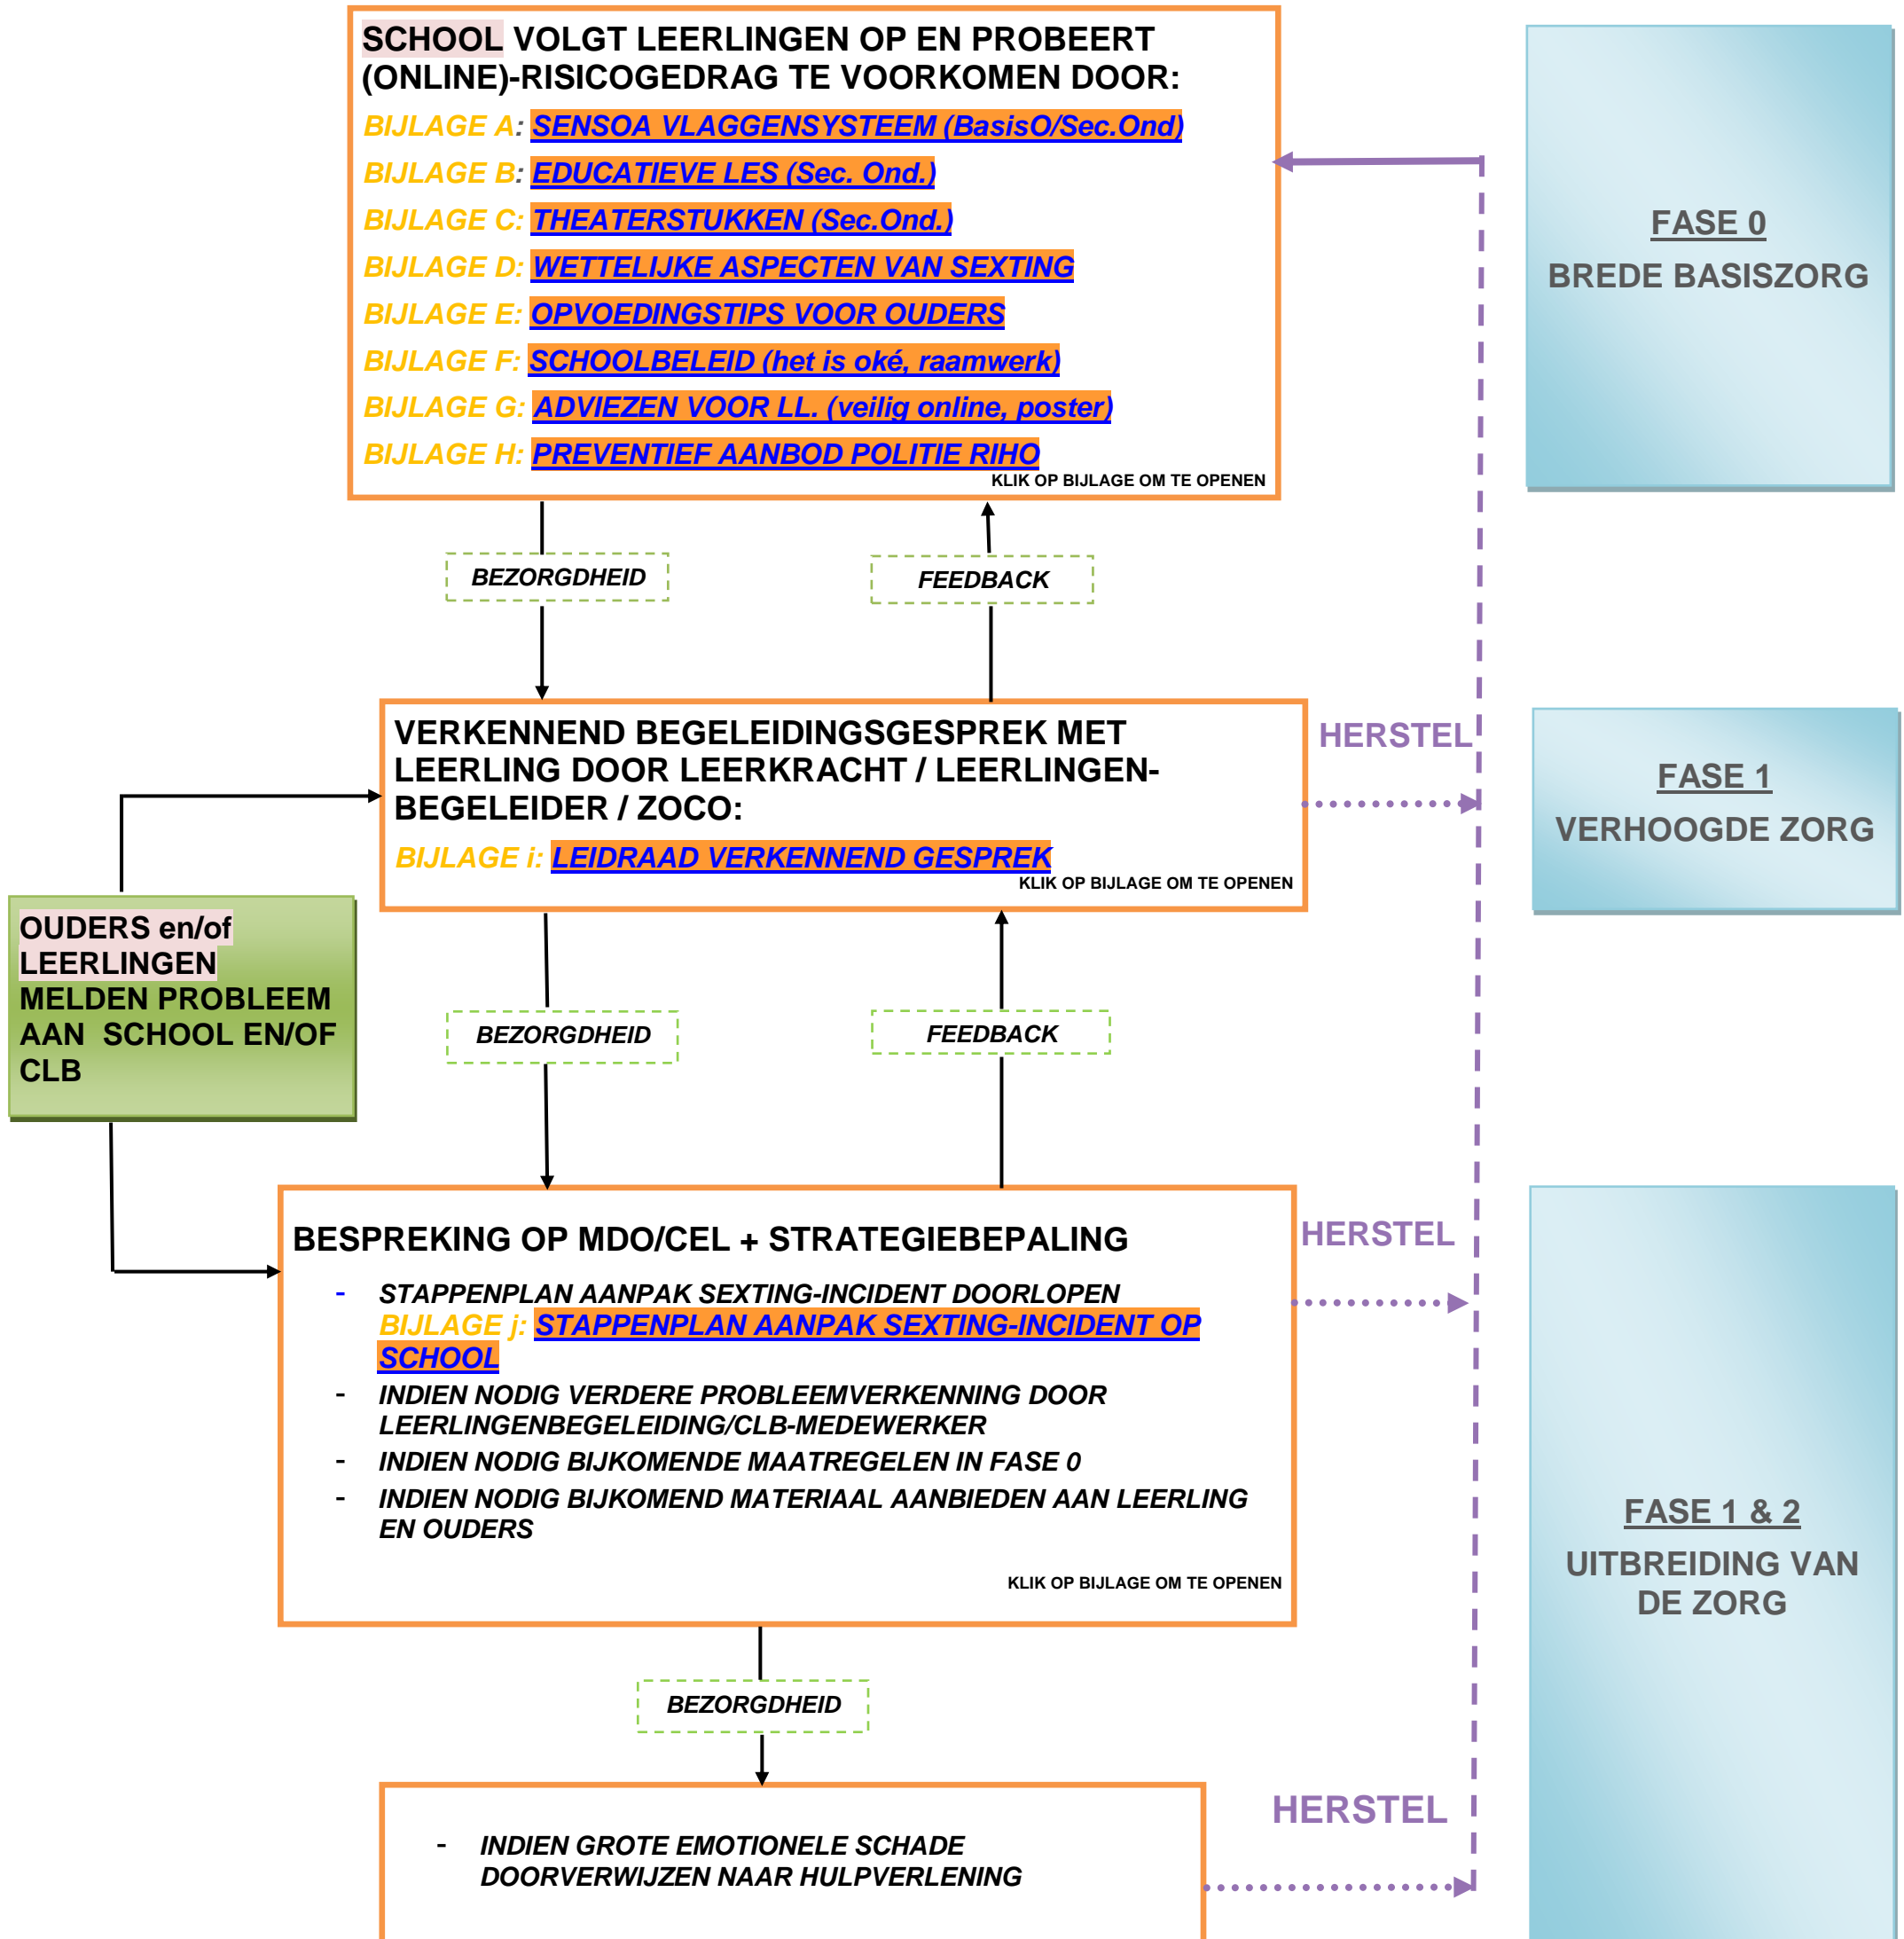 SCHOOL VOLGT LEERLINGEN OP EN PROBEERT
(ONLINE)-RISICOGEDRAG TE VOORKOMEN DOOR:
BIJLAGE A: SENSOA VLAGGENSYSTEEM (BasisO/Sec.Ond)
BIJLAGE B: EDUCATIEVE LES (Sec. Ond.)
BIJLAGE C: THEATERSTUKKEN (Sec.Ond.)
BIJLAGE D: WETTELIJKE ASPECTEN VAN SEXTING
BIJLAGE E: OPVOEDINGSTIPS VOOR OUDERS
BIJLAGE F: SCHOOLBELEID (het is oké, raamwerk)
BIJLAGE G: ADVIEZEN VOOR LL. (veilig online, poster)
BIJLAGE H: PREVENTIEF AANBOD POLITIE RIHO
KLIK OP BIJLAGE OM TE OPENEN
FASE 0
BREDE BASISZORG
BEZORGDHEID
FEEDBACK
VERKENNEND BEGELEIDINGSGESPREK MET
LEERLING DOOR LEERKRACHT / LEERLINGEN-
BEGELEIDER / ZOCO:
BIJLAGE i: LEIDRAAD VERKENNEND GESPREK
KLIK OP BIJLAGE OM TE OPENEN
HERSTEL
FASE 1
VERHOOGDE ZORG
OUDERS en/of
LEERLINGEN
MELDEN PROBLEEM
AAN SCHOOL EN/OF
CLB
BEZORGDHEID
FEEDBACK
BESPREKING OP MDO/CEL + STRATEGIEBEPALING
- STAPPENPLAN AANPAK SEXTING-INCIDENT DOORLOPEN
BIJLAGE j: STAPPENPLAN AANPAK SEXTING-INCIDENT OP
SCHOOL
- INDIEN NODIG VERDERE PROBLEEMVERKENNING DOOR
LEERLINGENBEGELEIDING/CLB-MEDEWERKER
- INDIEN NODIG BIJKOMENDE MAATREGELEN IN FASE 0
- INDIEN NODIG BIJKOMEND MATERIAAL AANBIEDEN AAN LEERLING
EN OUDERS
KLIK OP BIJLAGE OM TE OPENEN
HERSTEL
FASE 1 & 2
UITBREIDING VAN
DE ZORG
BEZORGDHEID
- INDIEN GROTE EMOTIONELE SCHADE
DOORVERWIJZEN NAAR HULPVERLENING
HERSTEL